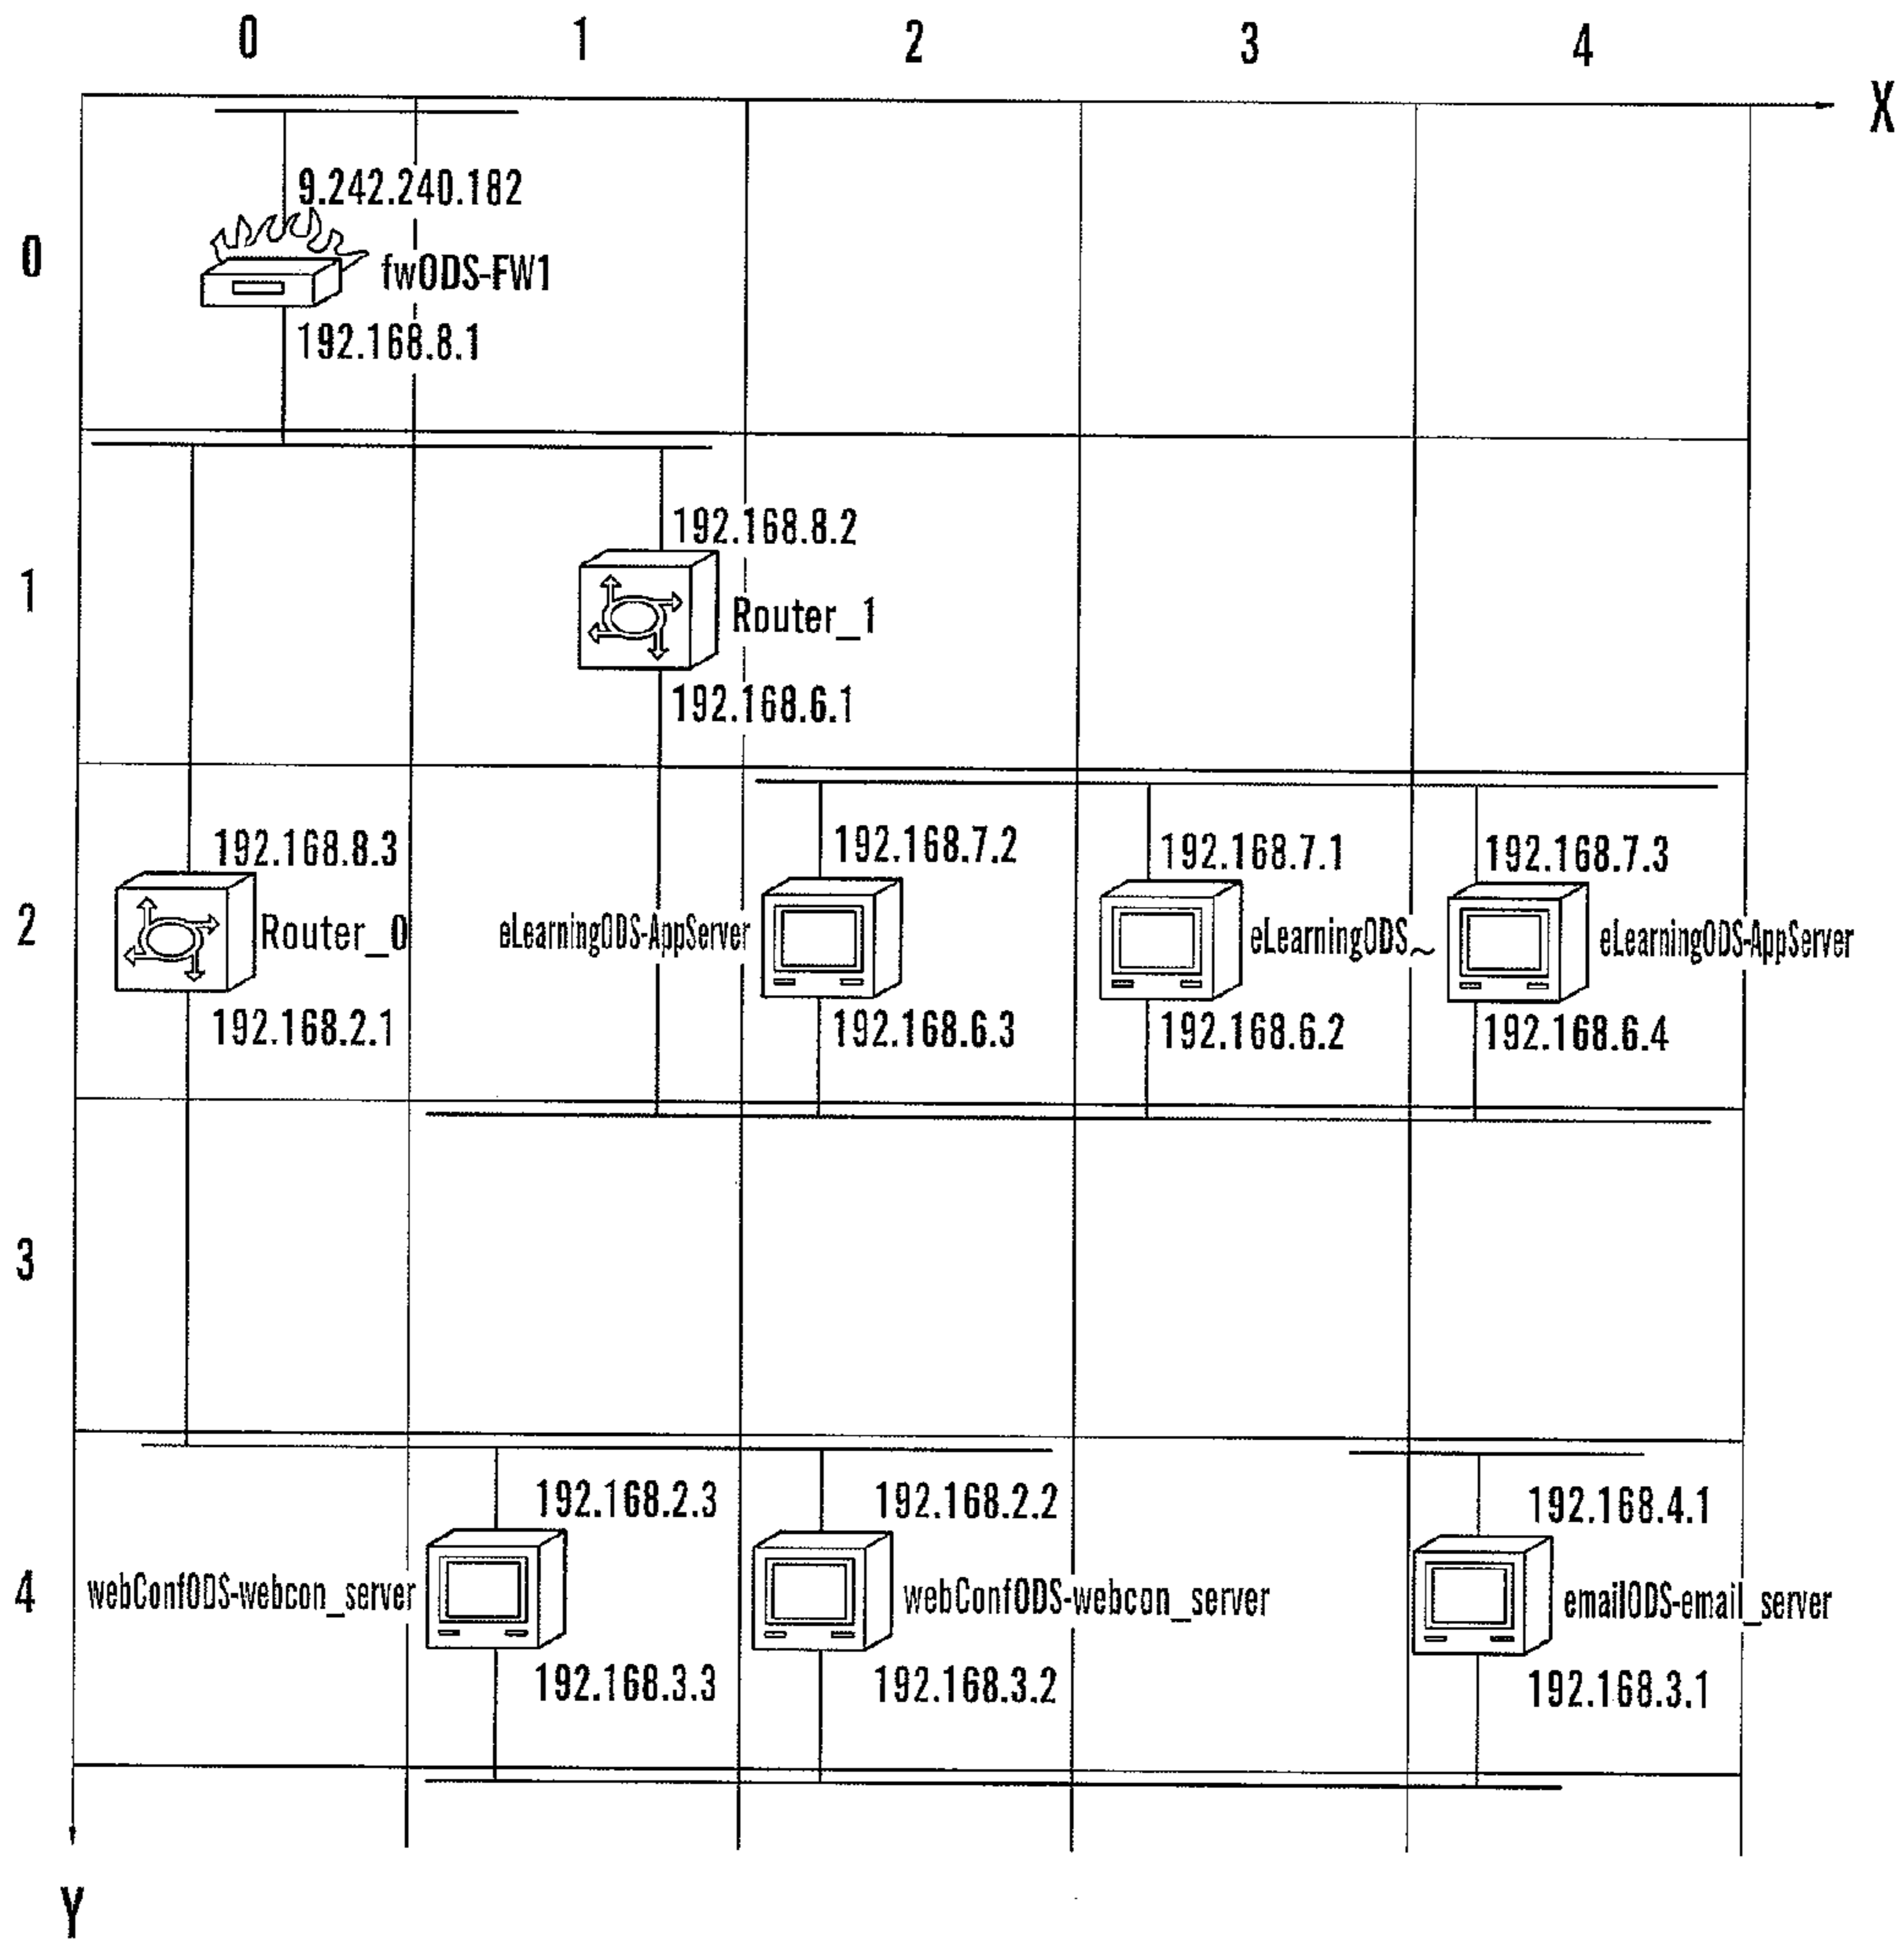 0 1 2 3 4
X
9.242.240.182
0
fwODS-FW1
192.168.8.1
192.168.8.2
1
Router_1
192.168.6.1
192.168.8.3 192.168.7.2 192.168.7.1 192.168.7.3
2 Router_0 eLearningODS-AppServer eLearningODS~ eLearningODS-AppServer
192.168.2.1 192.168.6.3 192.168.6.2 192.168.6.4
3
192.168.2.3 192.168.2.2 192.168.4.1
4 webConfODS-webcon_server webConfODS-webcon_server emailODS-email_server
192.168.3.3 192.168.3.2 192.168.3.1
Y